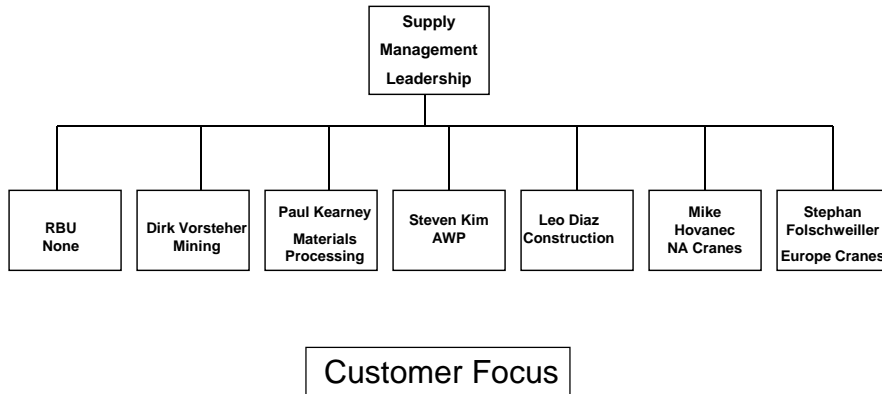 Supply
Management
Leadership
RBU
None
Dirk Vorsteher
Mining
Paul Kearney
Materials
Processing
Steven Kim
AWP
Leo Diaz
Construction
Mike
Hovanec
NA Cranes
Stephan
Folschweiller
Europe Cranes
Customer Focus